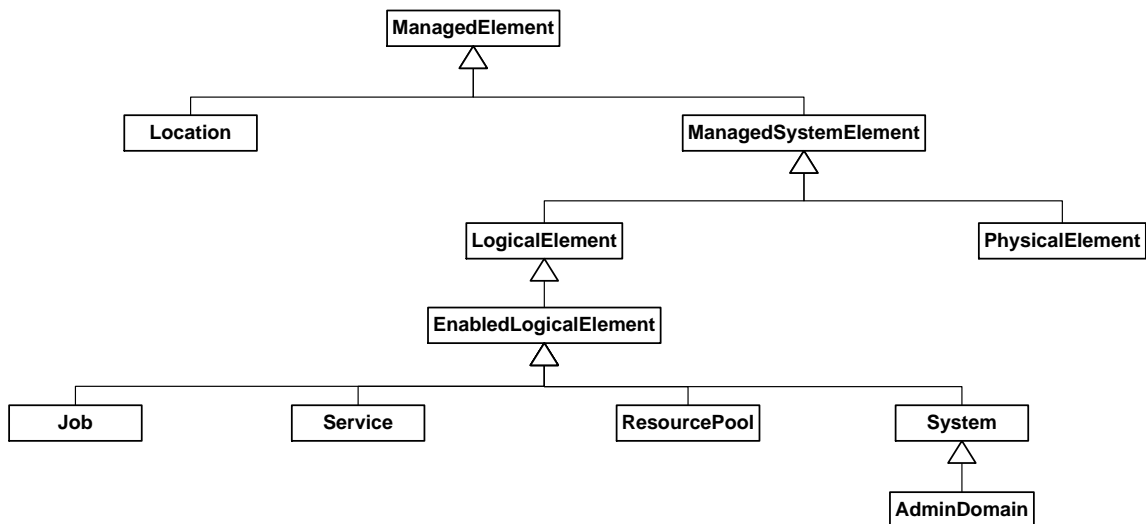 ManagedElement
Location
ManagedSystemElement
LogicalElement
PhysicalElement
EnabledLogicalElement
Job
Service
ResourcePool
System
AdminDomain